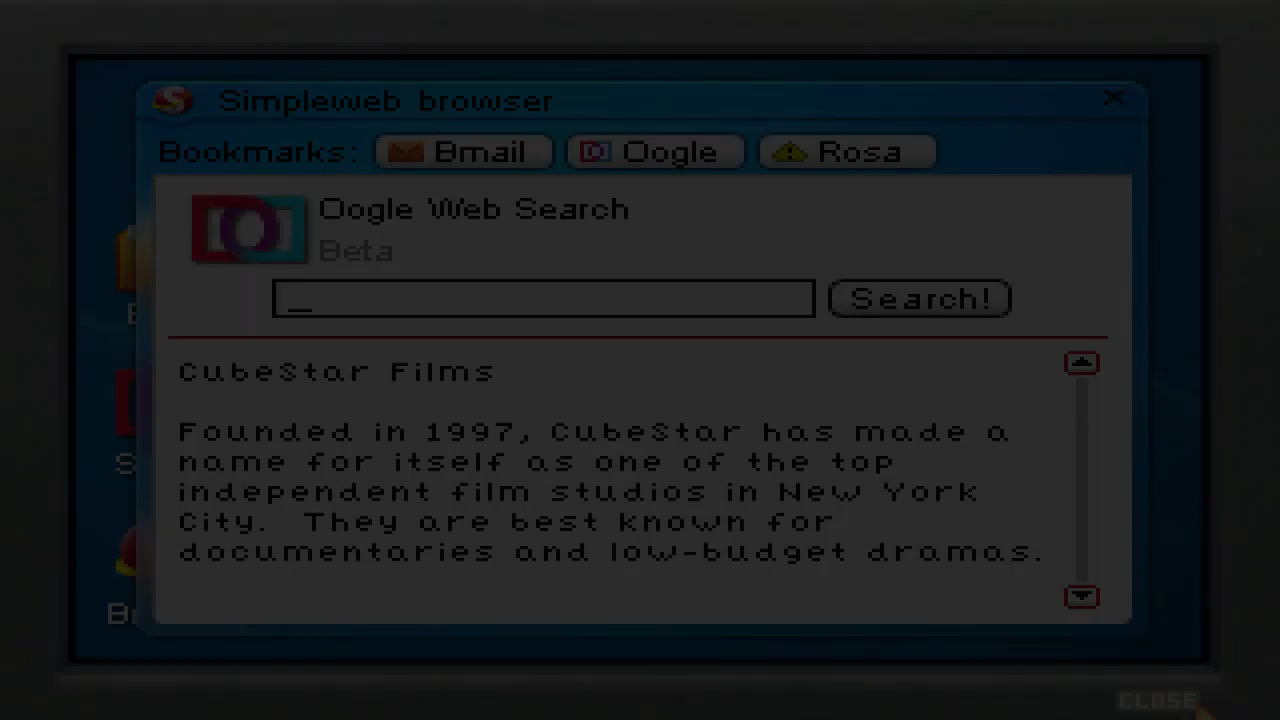 Simpleweb browser
Bookmarks: Bmail Oogle Rosa
Oogle Web Search
Beta
_ Search!
CubeStar Films
Founded in 1997, CubeStar has made a
name for itself as one of the top
independent film studios in New York
City. They are best known for
documentaries and low-budget dramas.
CLOSE